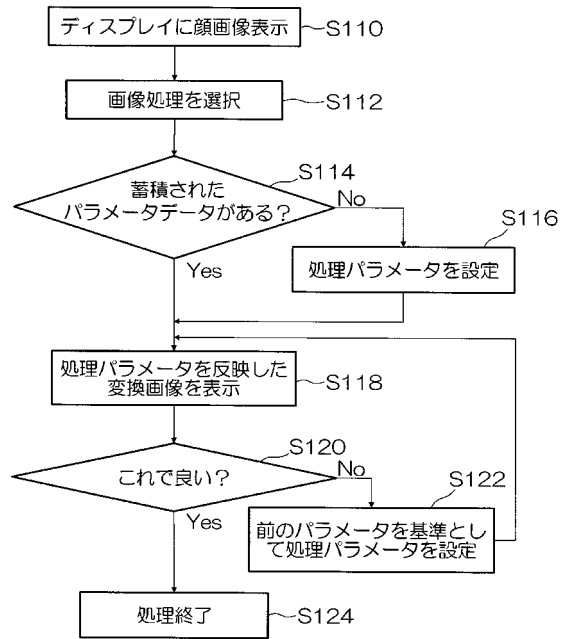 ディスプレイに顔画像表示
S110
画像処理を選択
S112
S114
蓄積された
パラメータデータがある?
No
S116
処理パラメータを設定
Yes
処理パラメータを反映した
変換画像を表示
S118
S120
これで良い?
No
S122
前のパラメータを基準とし
て処理パラメータを設定
Yes
処理終了
S124